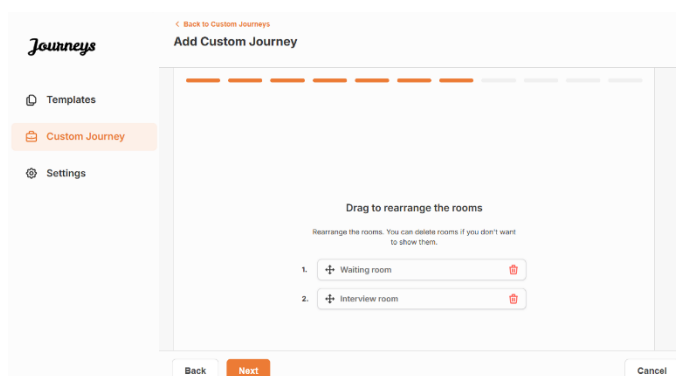 Journeys
Templates
Custom Journey
Settings
< Back to Custom Journeys
Add Custom Journey
Drag to rearrange the rooms
Rearrange the rooms. You can delete rooms if you don't want
to show them.
1. Waiting room
2. Interview room
Back Next Cancel